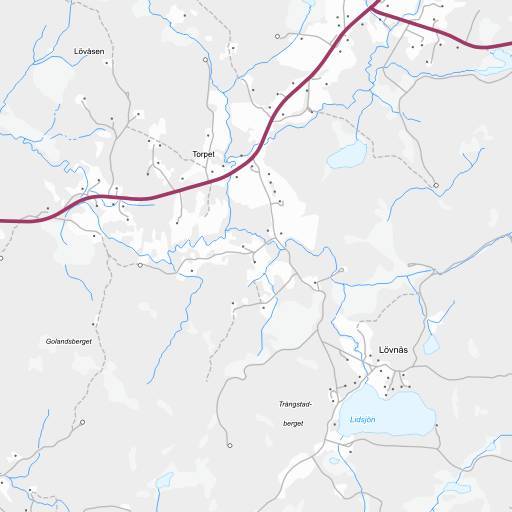 Lövåsen
Torpet
Golandsberget
Lövnäs
Trångstad-
berget
Lidsjön